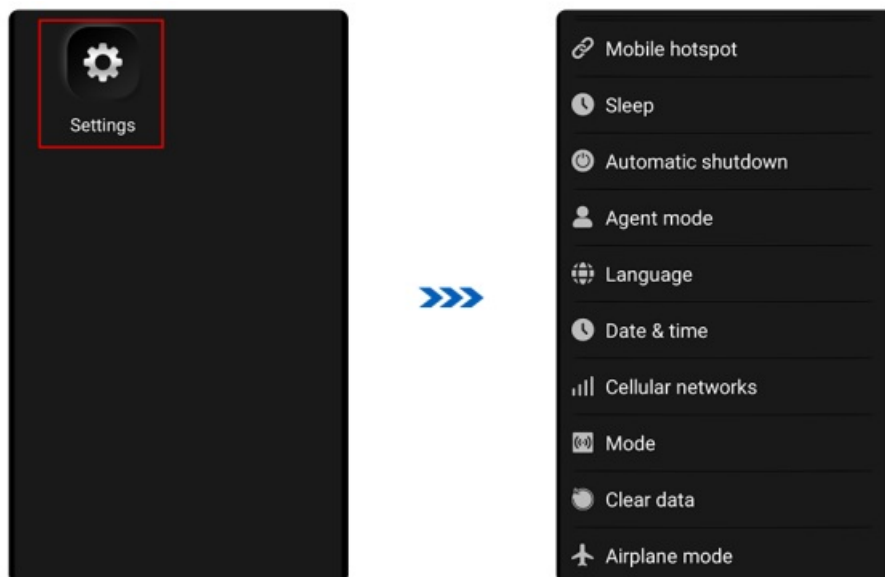 Settings
Mobile hotspot
Sleep
Automatic shutdown
Agent mode
Language
Date & time
Cellular networks
Mode
Clear data
Airplane mode